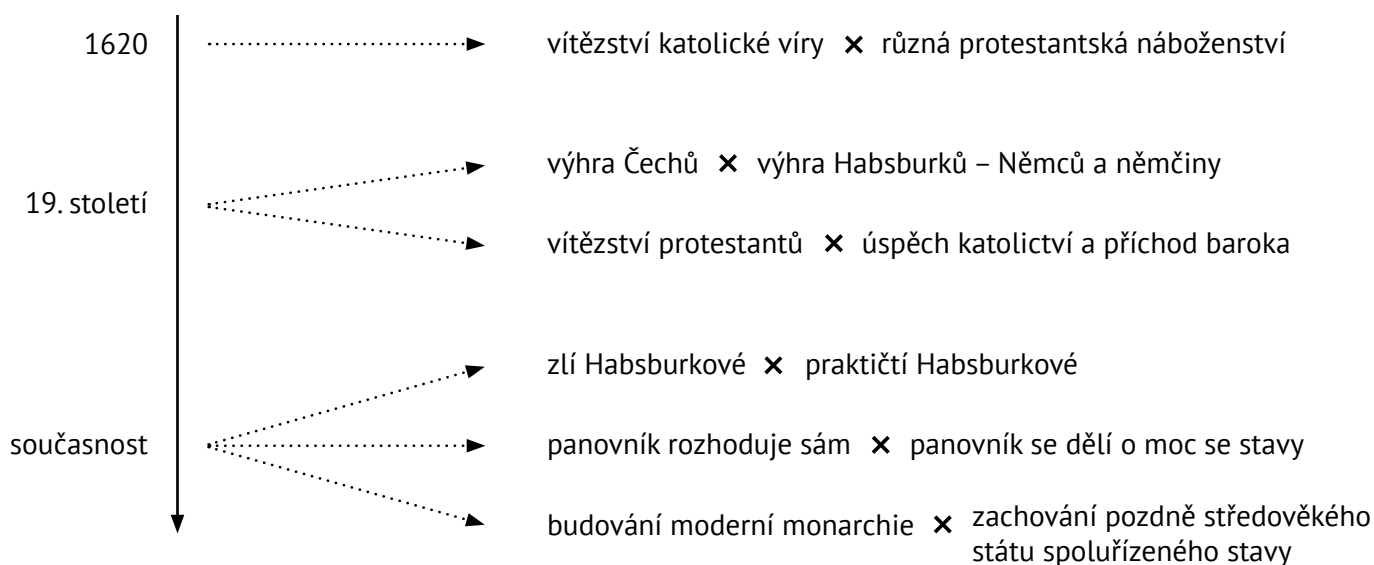 1620
vítězství katolické víry × různá protestantská náboženství
výhra Čechů × výhra Habsburků – Němců a němčiny
19. století
vítězství protestantů × úspěch katolictví a příchod baroka
zlí Habsburkové × praktičtí Habsburkové
současnost
panovník rozhoduje sám × panovník se dělí o moc se stavy
budování moderní monarchie × zachování pozdně středověkého
státu spoluřízeného stavy